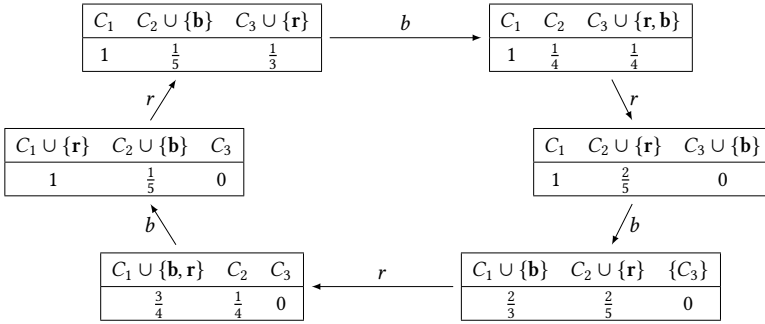 C₁ C₂ ∪ {b} C₃ ∪ {r}
1 1/5 1/3
b
C₁ C₂ C₃ ∪ {r, b}
1 1/4 1/4
r
r
C₁ ∪ {r} C₂ ∪ {b} C₃
1 1/5 0
C₁ C₂ ∪ {r} C₃ ∪ {b}
1 2/5 0
b
b
C₁ ∪ {b, r} C₂ C₃
3/4 1/4 0
r
C₁ ∪ {b} C₂ ∪ {r} {C₃}
2/3 2/5 0